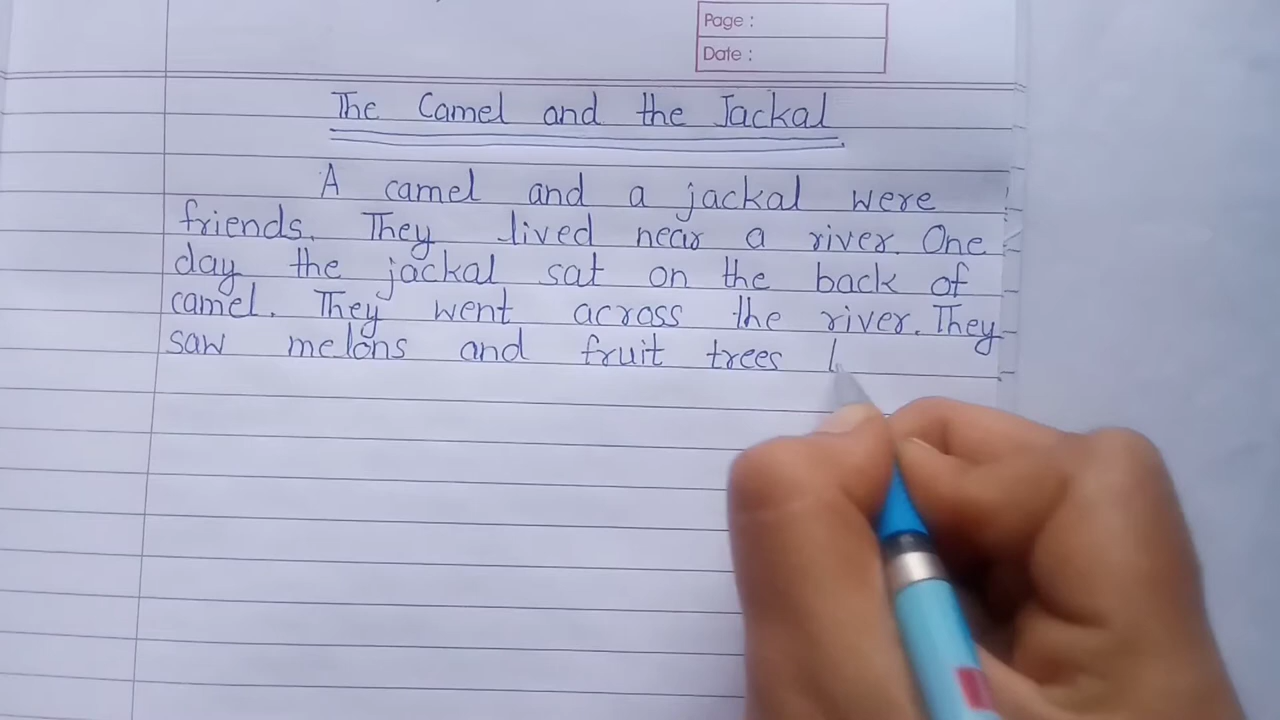 Page :
Date :
The Camel and the Jackal
A camel and a jackal were
friends. They lived near a river. One
day the jackal sat on the back of
camel. They went across the river. They
saw melons and fruit trees